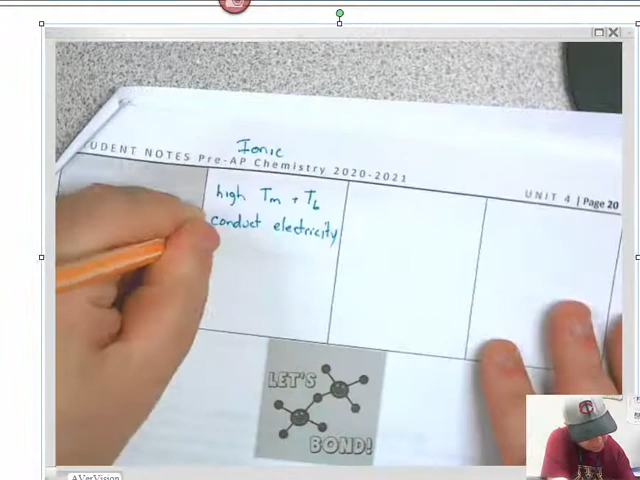 Ionic
STUDENT NOTES Pre-AP Chemistry 2020-2021
UNIT 4 | Page 20
high Tm + Tb
conduct electricity
LET'S
BOND!
AVerVision